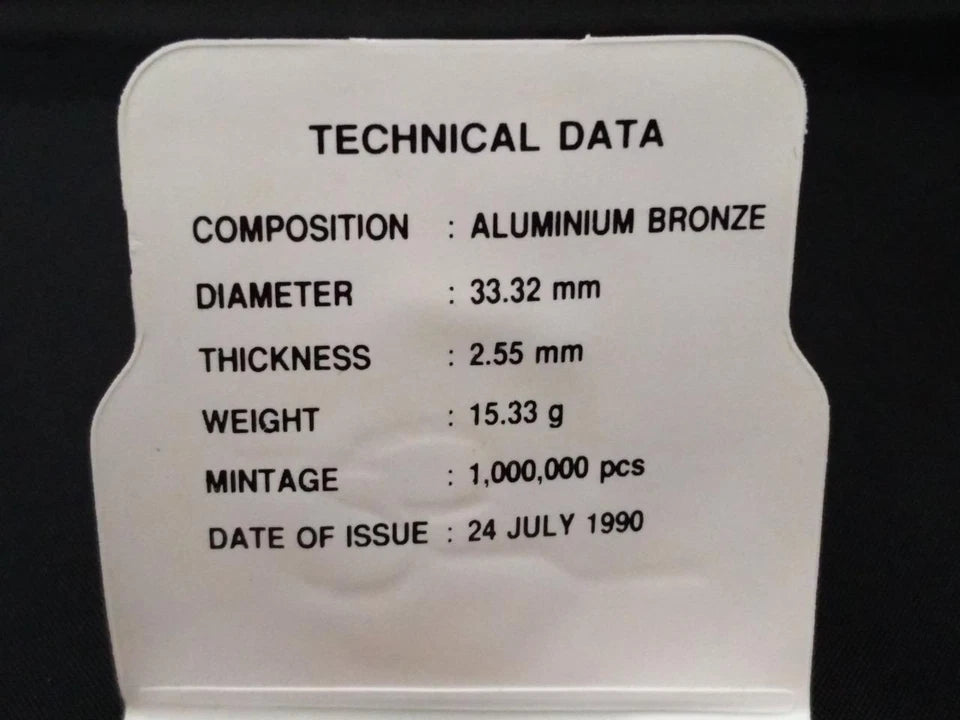 TECHNICAL DATA
COMPOSITION : ALUMINIUM BRONZE
DIAMETER : 33.32 mm
THICKNESS : 2.55 mm
WEIGHT : 15.33 g
MINTAGE : 1,000,000 pcs
DATE OF ISSUE : 24 JULY 1990